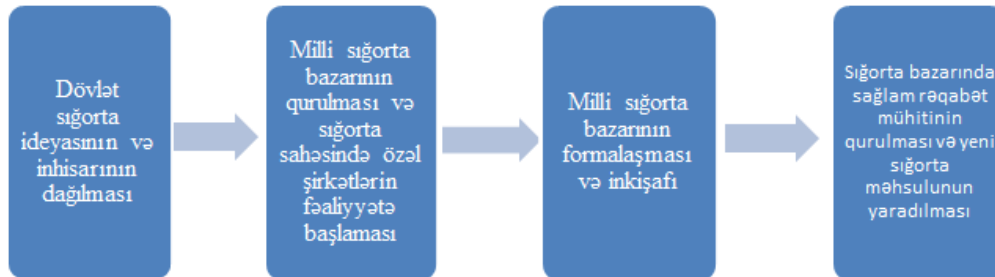 Dövlət
sığorta
ideyasının və
inhisarının
dağılması
Milli sığorta
bazarının
qurulması və
sığorta
sahəsində özəl
şirkətlərin
fəaliyyətə
başlaması
Milli sığorta
bazarının
formalaşması
və inkişafı
Sığorta bazarında
sağlam rəqabət
mühitinin
qurulması və yeni
sığorta
məhsulunun
yaradılması